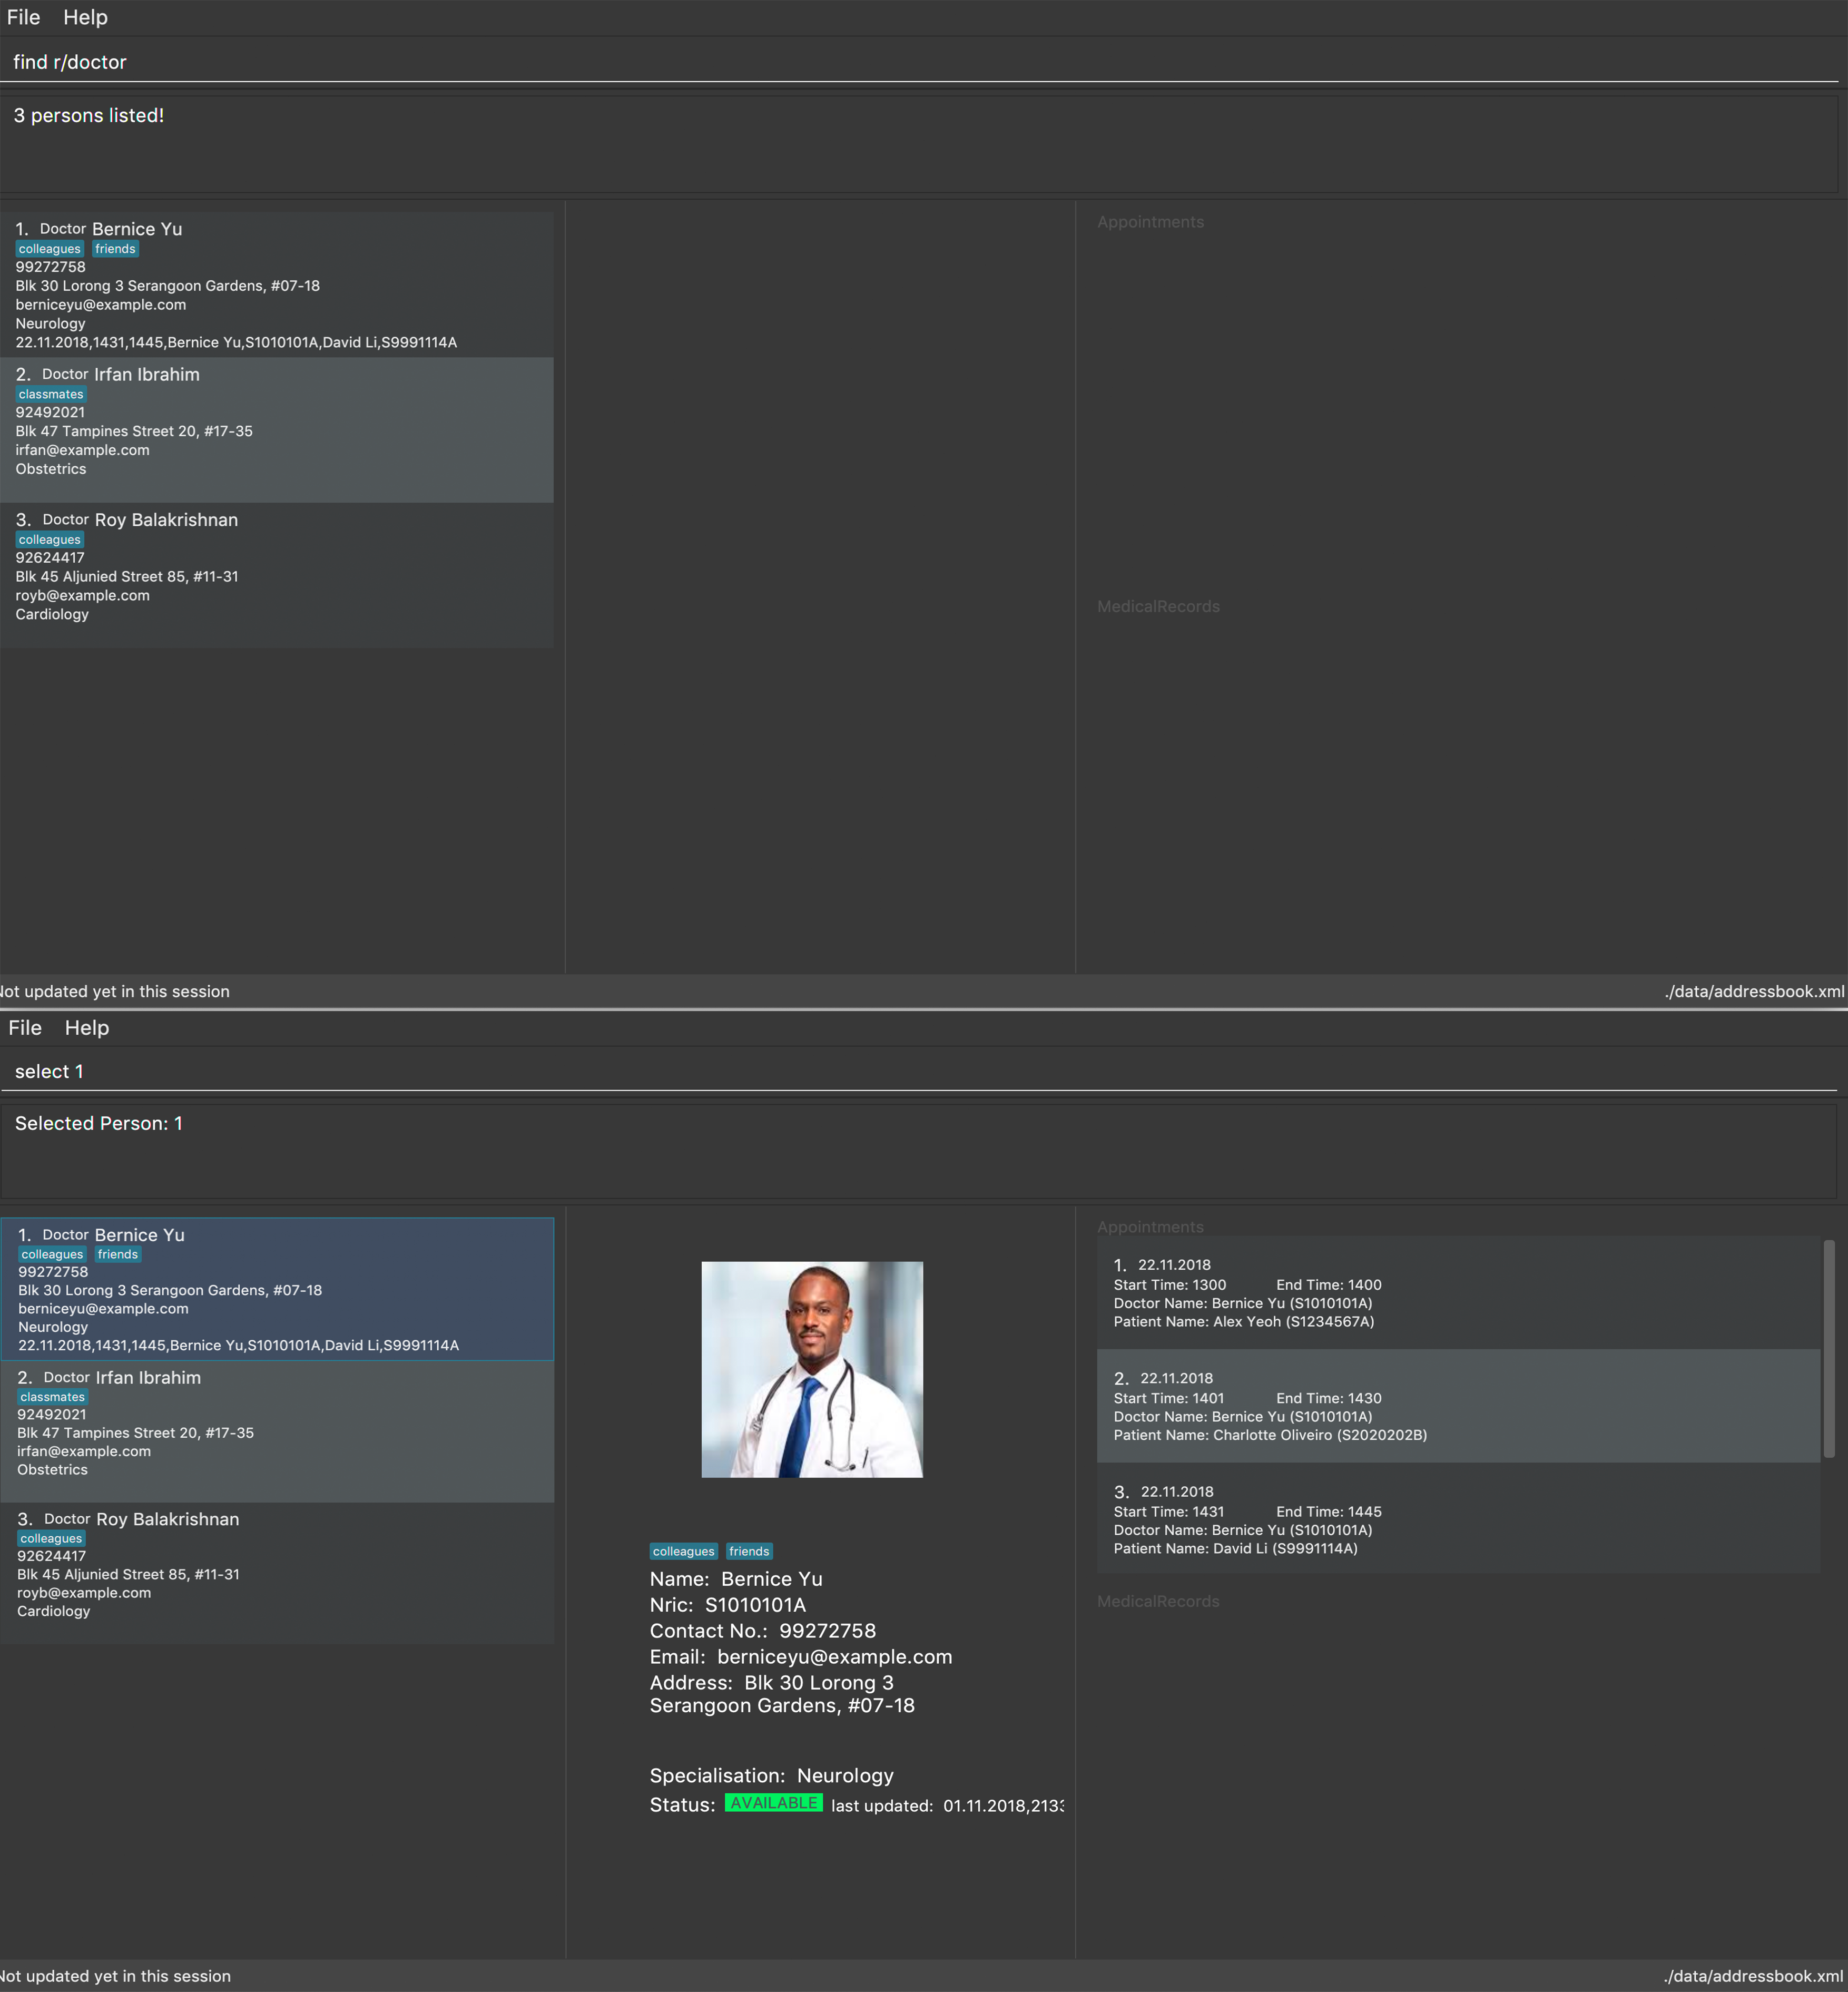 File Help
find r/doctor
3 persons listed!
1. Doctor Bernice Yu
colleagues friends
99272758
Blk 30 Lorong 3 Serangoon Gardens, #07-18
berniceyu@example.com
Neurology
22.11.2018,1431,1445,Bernice Yu,S1010101A,David Li,S9991114A
2. Doctor Irfan Ibrahim
classmates
92492021
Blk 47 Tampines Street 20, #17-35
irfan@example.com
Obstetrics
3. Doctor Roy Balakrishnan
colleagues
92624417
Blk 45 Aljunied Street 85, #11-31
royb@example.com
Cardiology
Appointments
MedicalRecords
Not updated yet in this session
./data/addressbook.xml
File Help
select 1
Selected Person: 1
1. Doctor Bernice Yu
colleagues friends
99272758
Blk 30 Lorong 3 Serangoon Gardens, #07-18
berniceyu@example.com
Neurology
22.11.2018,1431,1445,Bernice Yu,S1010101A,David Li,S9991114A
2. Doctor Irfan Ibrahim
classmates
92492021
Blk 47 Tampines Street 20, #17-35
irfan@example.com
Obstetrics
3. Doctor Roy Balakrishnan
colleagues
92624417
Blk 45 Aljunied Street 85, #11-31
royb@example.com
Cardiology
colleagues friends
Name: Bernice Yu
Nric: S1010101A
Contact No.: 99272758
Email: berniceyu@example.com
Address: Blk 30 Lorong 3
Serangoon Gardens, #07-18
Specialisation: Neurology
Status: AVAILABLE last updated: 01.11.2018,2133
Appointments
1. 22.11.2018
Start Time: 1300 End Time: 1400
Doctor Name: Bernice Yu (S1010101A)
Patient Name: Alex Yeoh (S1234567A)
2. 22.11.2018
Start Time: 1401 End Time: 1430
Doctor Name: Bernice Yu (S1010101A)
Patient Name: Charlotte Oliveiro (S2020202B)
3. 22.11.2018
Start Time: 1431 End Time: 1445
Doctor Name: Bernice Yu (S1010101A)
Patient Name: David Li (S9991114A)
MedicalRecords
Not updated yet in this session
./data/addressbook.xml